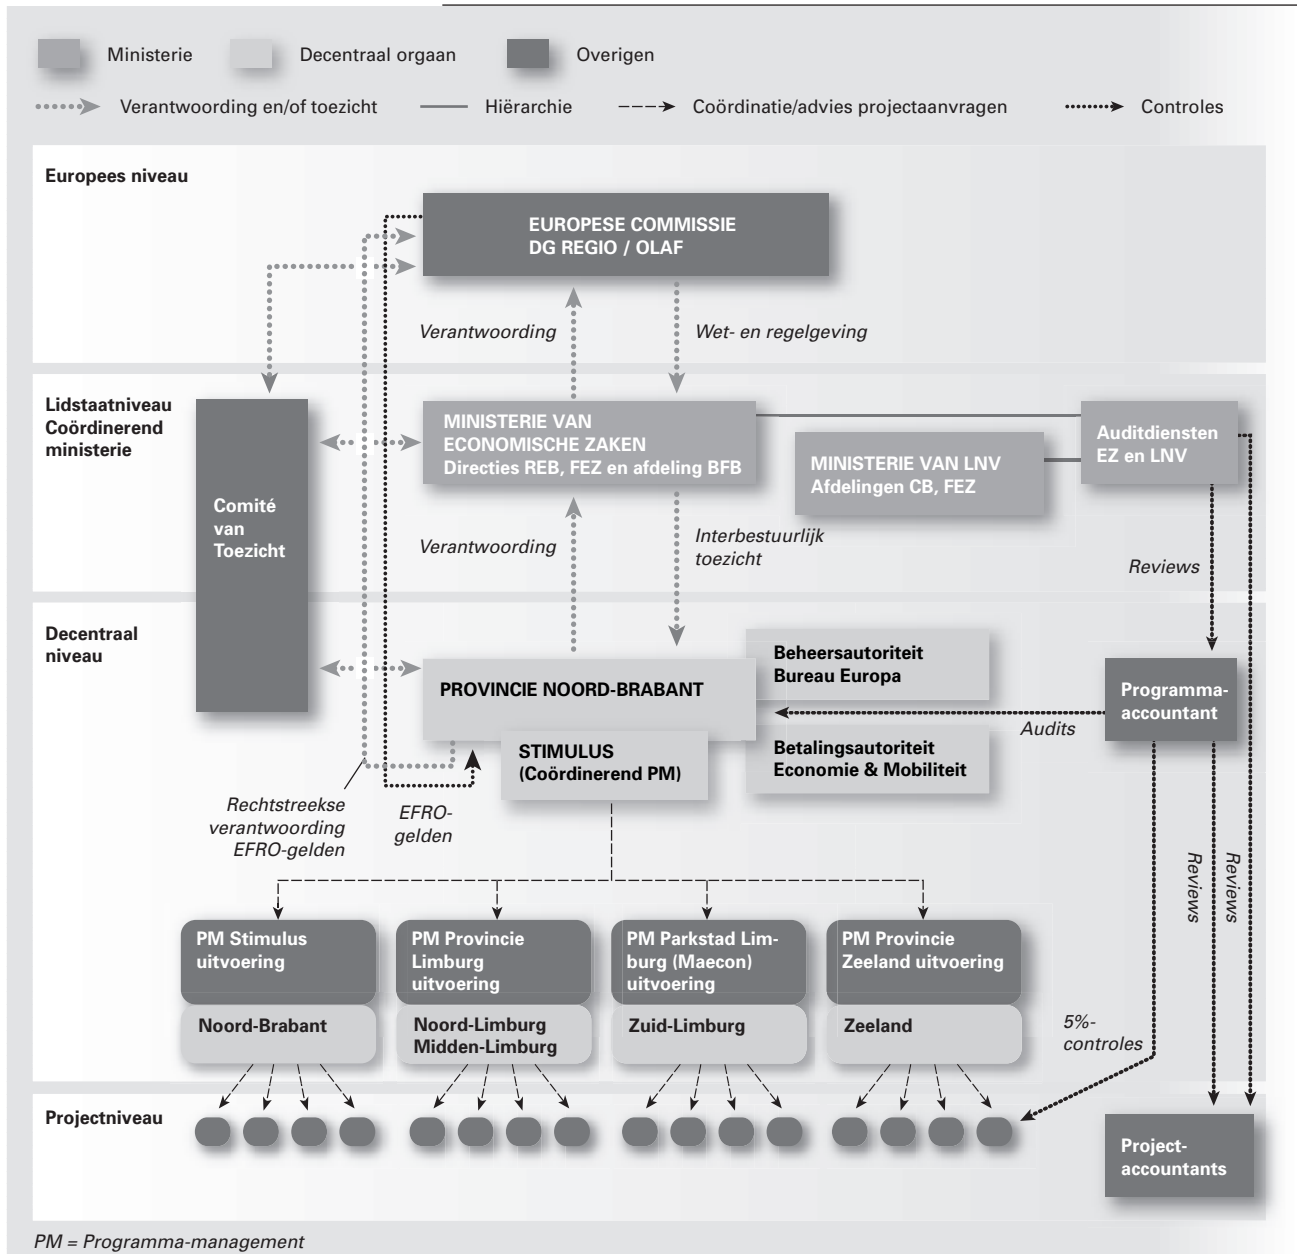 Ministerie
Decentraal orgaan
Overigen
Verantwoording en/of toezicht
Hiërarchie
Coördinatie/advies projectaanvragen
Controles
Europees niveau
EUROPESE COMMISSIE
DG REGIO / OLAF
Verantwoording
Wet- en regelgeving
Lidstaatniveau
Coördinerend
ministerie
Comité
van
Toezicht
MINISTERIE VAN
ECONOMISCHE ZAKEN
Directies REB, FEZ en afdeling BFB
MINISTERIE VAN LNV
Afdelingen CB, FEZ
Auditdiensten
EZ en LNV
Verantwoording
Interbestuurlijk
toezicht
Reviews
Decentraal
niveau
PROVINCIE NOORD-BRABANT
Beheersautoriteit
Bureau Europa
Programma-
accountant
Audits
STIMULUS
(Coördinerend PM)
Betalingsautoriteit
Economie & Mobiliteit
Rechtstreekse
verantwoording
EFRO-gelden
EFRO-
gelden
Reviews
Reviews
PM Stimulus
uitvoering
Noord-Brabant
PM Provincie
Limburg
uitvoering
Noord-Limburg
Midden-Limburg
PM Parkstad Lim-
burg (Maecon)
uitvoering
Zuid-Limburg
PM Provincie
Zeeland uitvoering
Zeeland
5%-
controles
Projectniveau
Project-
accountants
PM = Programma-management